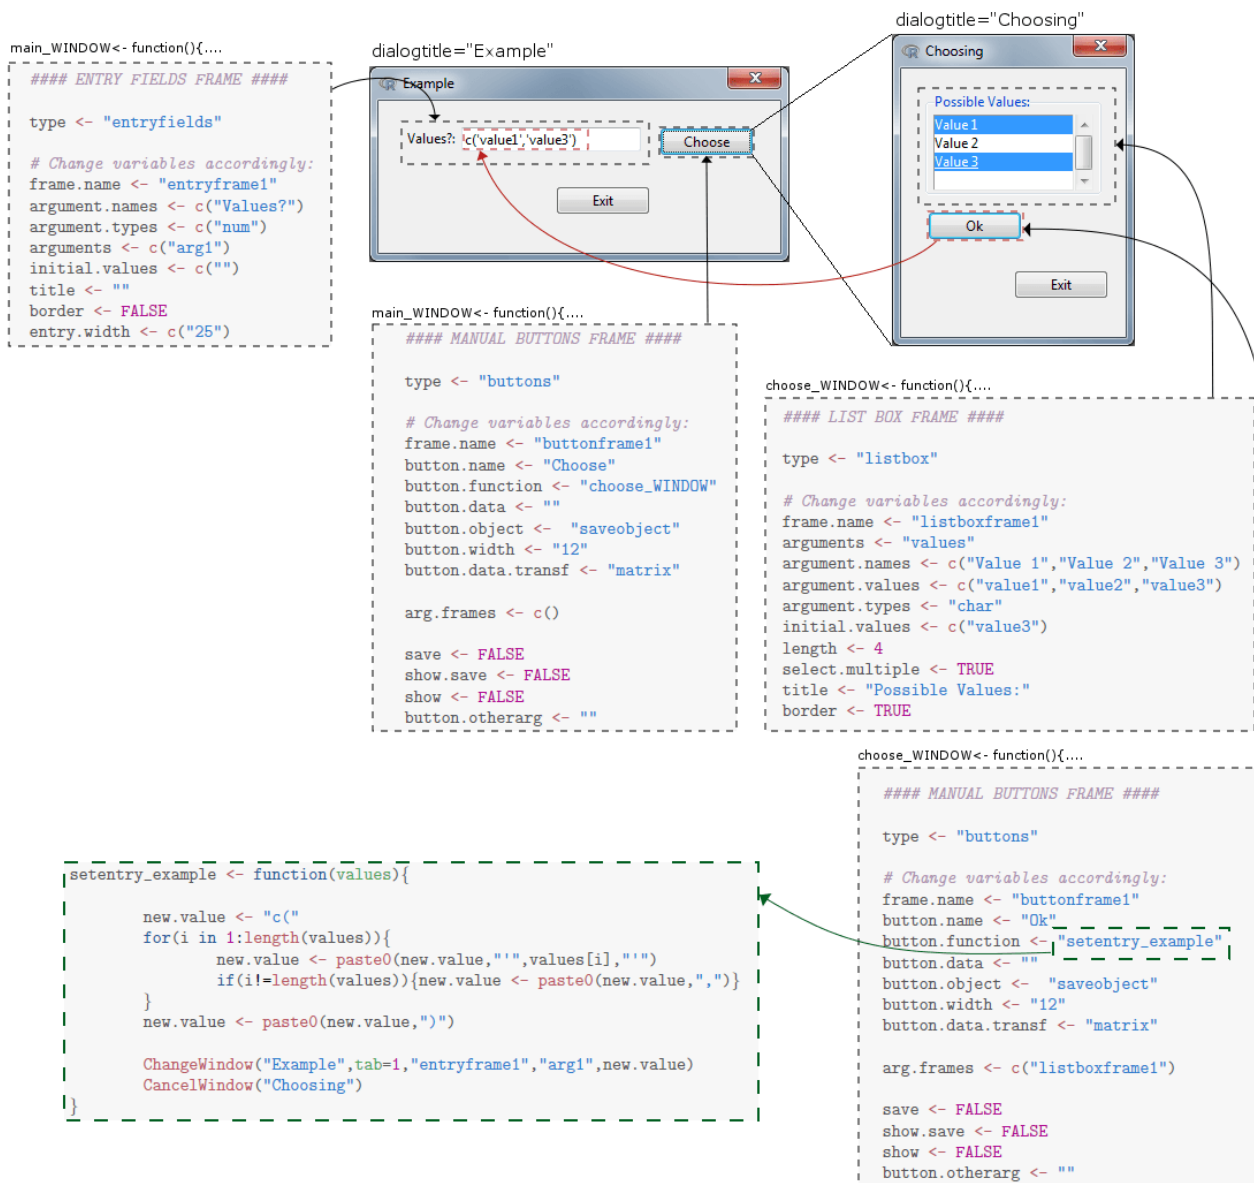 main_WINDOW<- function(){....
#### ENTRY FIELDS FRAME ####
type <- "entryfields"
# Change variables accordingly:
frame.name <- "entryframe1"
argument.names <- c("Values?")
argument.types <- c("num")
arguments <- c("arg1")
initial.values <- c("")
title <- ""
border <- FALSE
entry.width <- c("25")
dialogtitle="Example"
Example
Values?: c('value1','value3')
Choose
Exit
dialogtitle="Choosing"
Choosing
Possible Values:
Value 1
Value 2
Value 3
Ok
Exit
main_WINDOW<- function(){....
#### MANUAL BUTTONS FRAME ####
type <- "buttons"
# Change variables accordingly:
frame.name <- "buttonframe1"
button.name <- "Choose"
button.function <- "choose_WINDOW"
button.data <- ""
button.object <-  "saveobject"
button.width <- "12"
button.data.transf <- "matrix"
arg.frames <- c()
save <- FALSE
show.save <- FALSE
show <- FALSE
button.otherarg <- ""
choose_WINDOW<- function(){....
#### LIST BOX FRAME ####
type <- "listbox"
# Change variables accordingly:
frame.name <- "listboxframe1"
arguments <- "values"
argument.names <- c("Value 1","Value 2","Value 3")
argument.values <- c("value1","value2","value3")
argument.types <- "char"
initial.values <- c("value3")
length <- 4
select.multiple <- TRUE
title <- "Possible Values:"
border <- TRUE
choose_WINDOW<- function(){....
#### MANUAL BUTTONS FRAME ####
type <- "buttons"
# Change variables accordingly:
frame.name <- "buttonframe1"
button.name <- "Ok"
button.function <- "setentry_example"
button.data <- ""
button.object <-  "saveobject"
button.width <- "12"
button.data.transf <- "matrix"
arg.frames <- c("listboxframe1")
save <- FALSE
show.save <- FALSE
show <- FALSE
button.otherarg <- ""
setentry_example <- function(values){
new.value <- "c("
for(i in 1:length(values)){
new.value <- paste0(new.value,"'",values[i],"'")
if(i!=length(values)){new.value <- paste0(new.value,",")}
}
new.value <- paste0(new.value,")")
ChangeWindow("Example",tab=1,"entryframe1","arg1",new.value)
CancelWindow("Choosing")
}